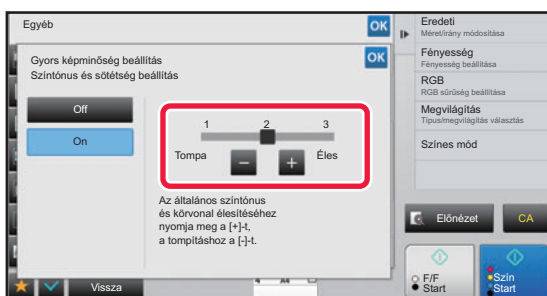 Egyéb
OK
Gyors képminőség beállítás
Színtónus és sötétség beállítás
OK
Off
On
1 2 3
Tompa
Éles
Az általános színtónus
és körvonal élesítéséhez
nyomja meg a [+]-t,
a tompításhoz a [-]-t.
Vissza
A4
Eredeti
Méret/irány módosítása
Fényesség
Fényesség beállítása
RGB
RGB sűrűség beállítása
Megvilágítás
Típus/megvilágítás választás
Színes mód
Előnézet
CA
F/F
Start
Szín
Start